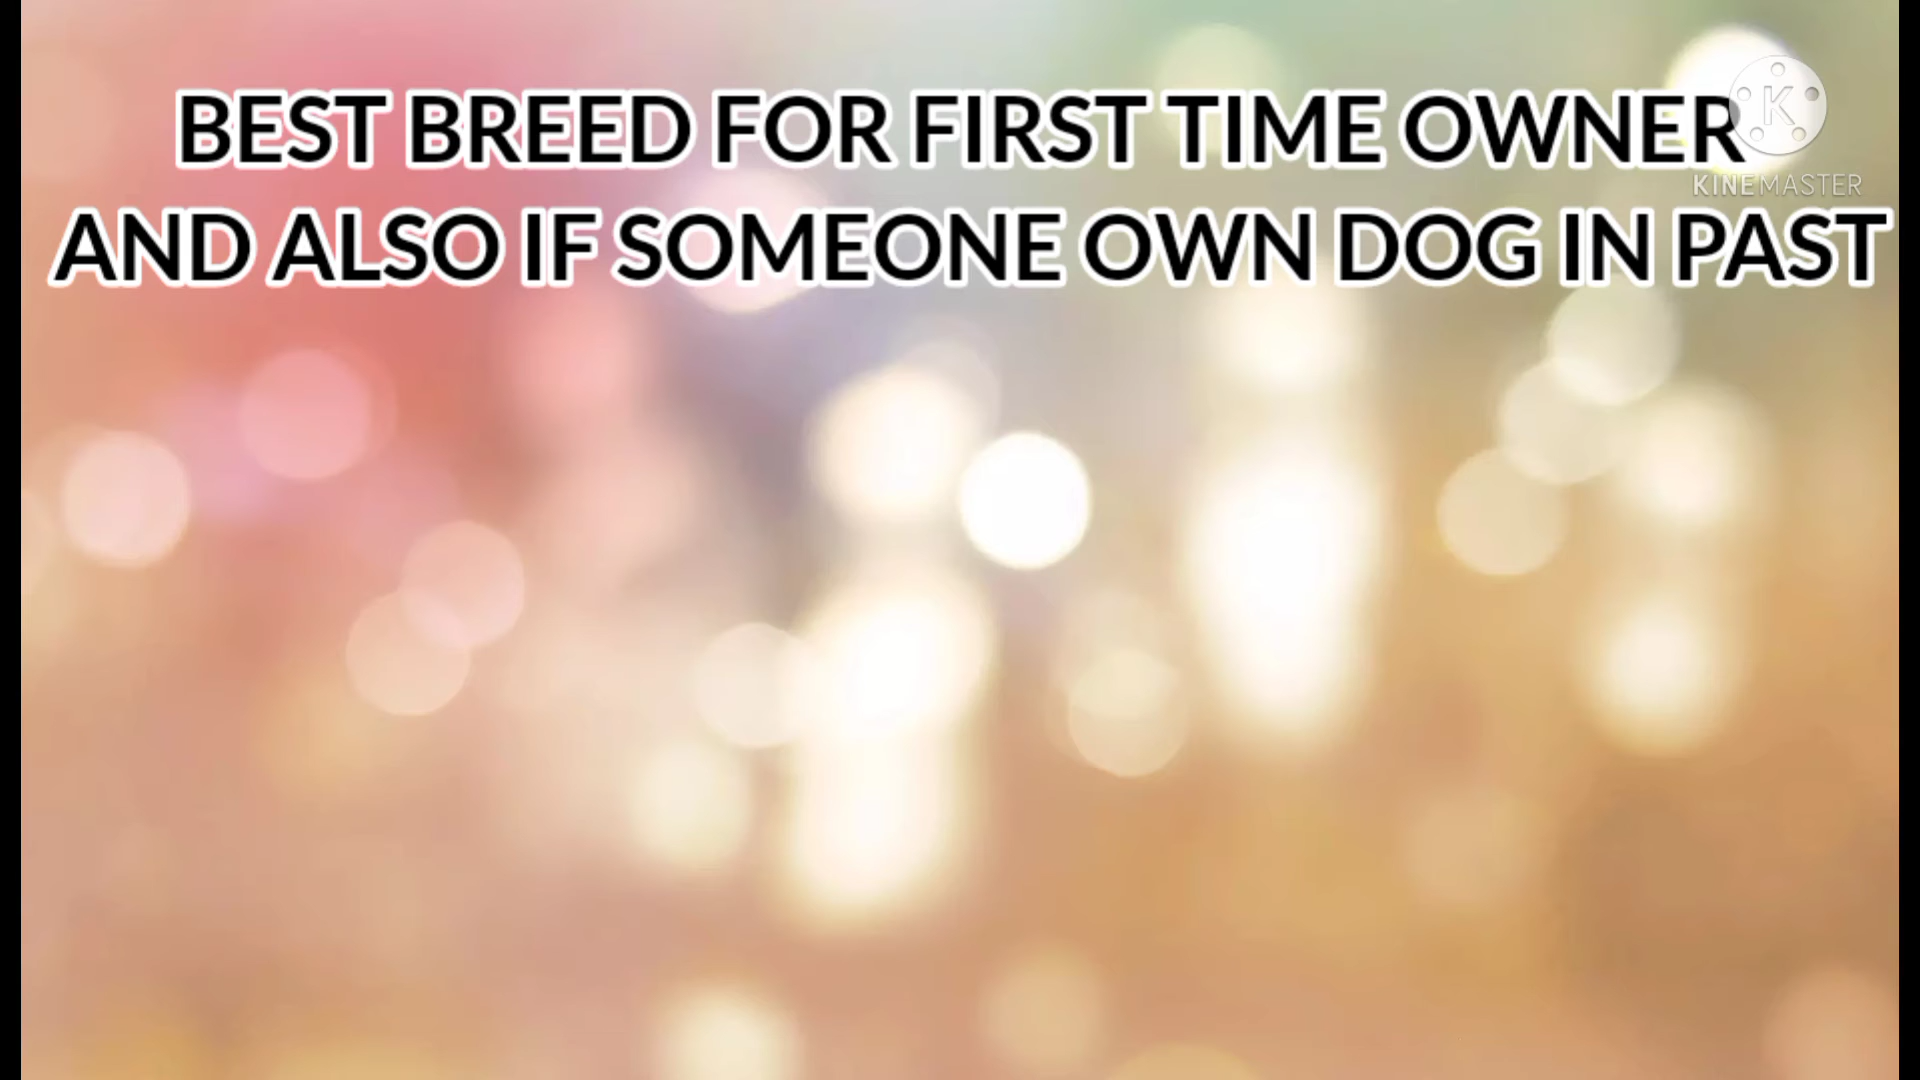 BEST BREED FOR FIRST TIME OWNER
K
KINEMASTER
AND ALSO IF SOMEONE OWN DOG IN PAST